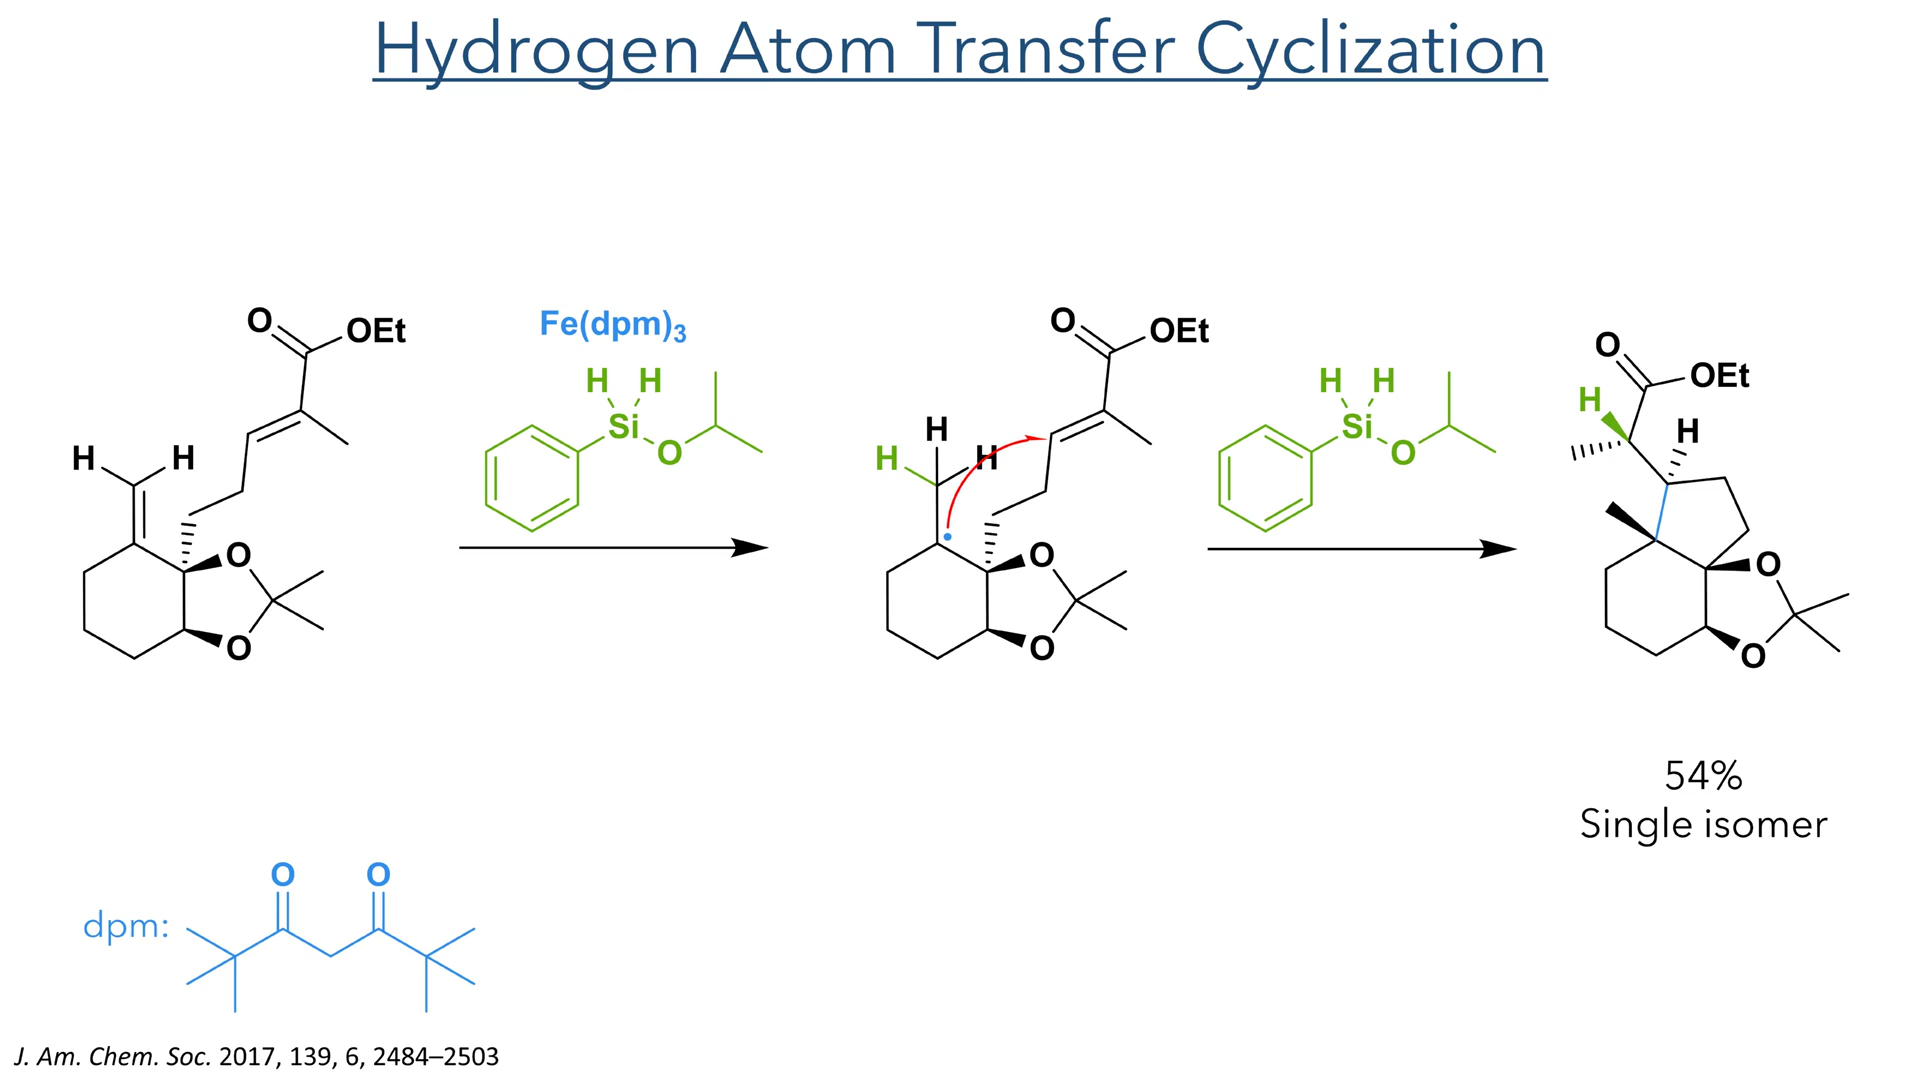 Hydrogen Atom Transfer Cyclization
O
OEt
H
H
O
O
Fe(dpm)₃
H H
Si
O
O
OEt
H
H
H
O
O
H H
Si
O
O
OEt
H
H
O
O
54%
Single isomer
O O
dpm:
J. Am. Chem. Soc. 2017, 139, 6, 2484–2503